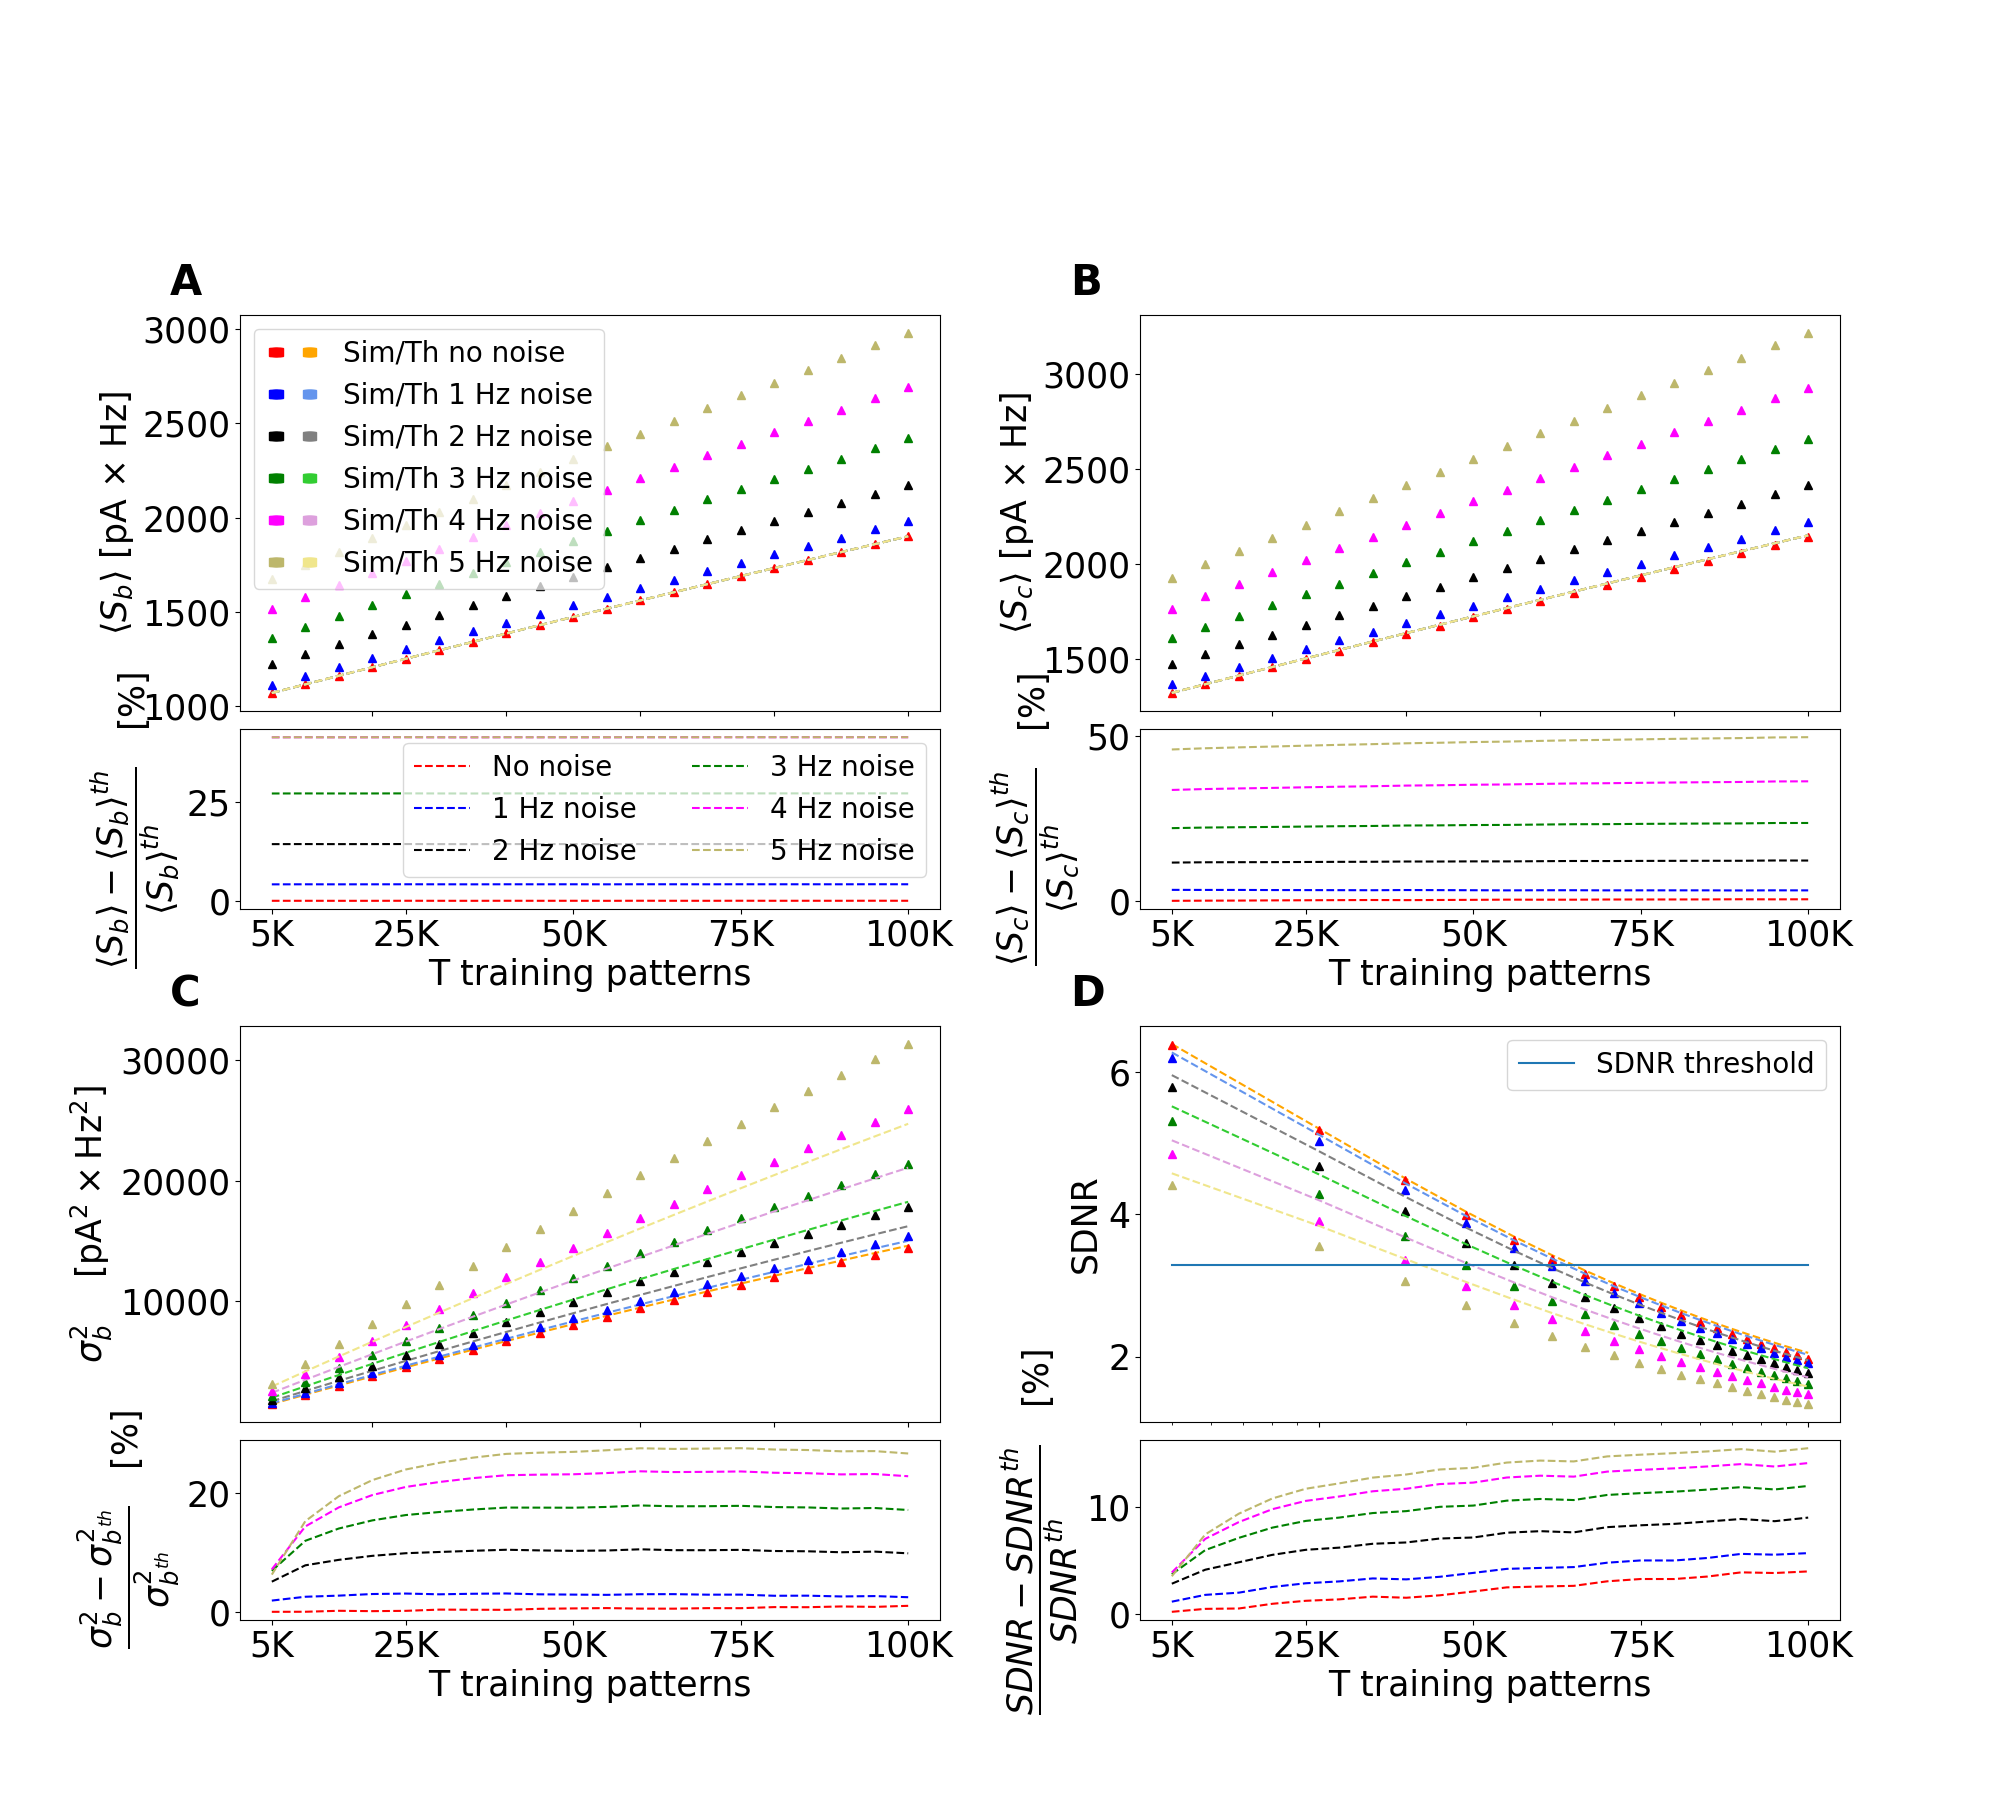 A
⟨S_b⟩ [pA × Hz]
3000
2500
2000
1500
1000
Sim/Th no noise
Sim/Th 1 Hz noise
Sim/Th 2 Hz noise
Sim/Th 3 Hz noise
Sim/Th 4 Hz noise
Sim/Th 5 Hz noise
(⟨S_b⟩ − ⟨S_b⟩^th) / ⟨S_b⟩^th [%]
25
0
No noise
1 Hz noise
2 Hz noise
3 Hz noise
4 Hz noise
5 Hz noise
5K 25K 50K 75K 100K
T training patterns
B
⟨S_c⟩ [pA × Hz]
3000
2500
2000
1500
(⟨S_c⟩ − ⟨S_c⟩^th) / ⟨S_c⟩^th [%]
50
25
0
5K 25K 50K 75K 100K
T training patterns
C
σ_b^2 [pA^2 × Hz^2]
30000
20000
10000
(σ_b^2 − σ_b^2^th) / σ_b^2^th [%]
20
0
5K 25K 50K 75K 100K
T training patterns
D
SDNR
6
4
2
SDNR threshold
(SDNR − SDNR^th) / SDNR^th [%]
10
0
5K 25K 50K 75K 100K
T training patterns